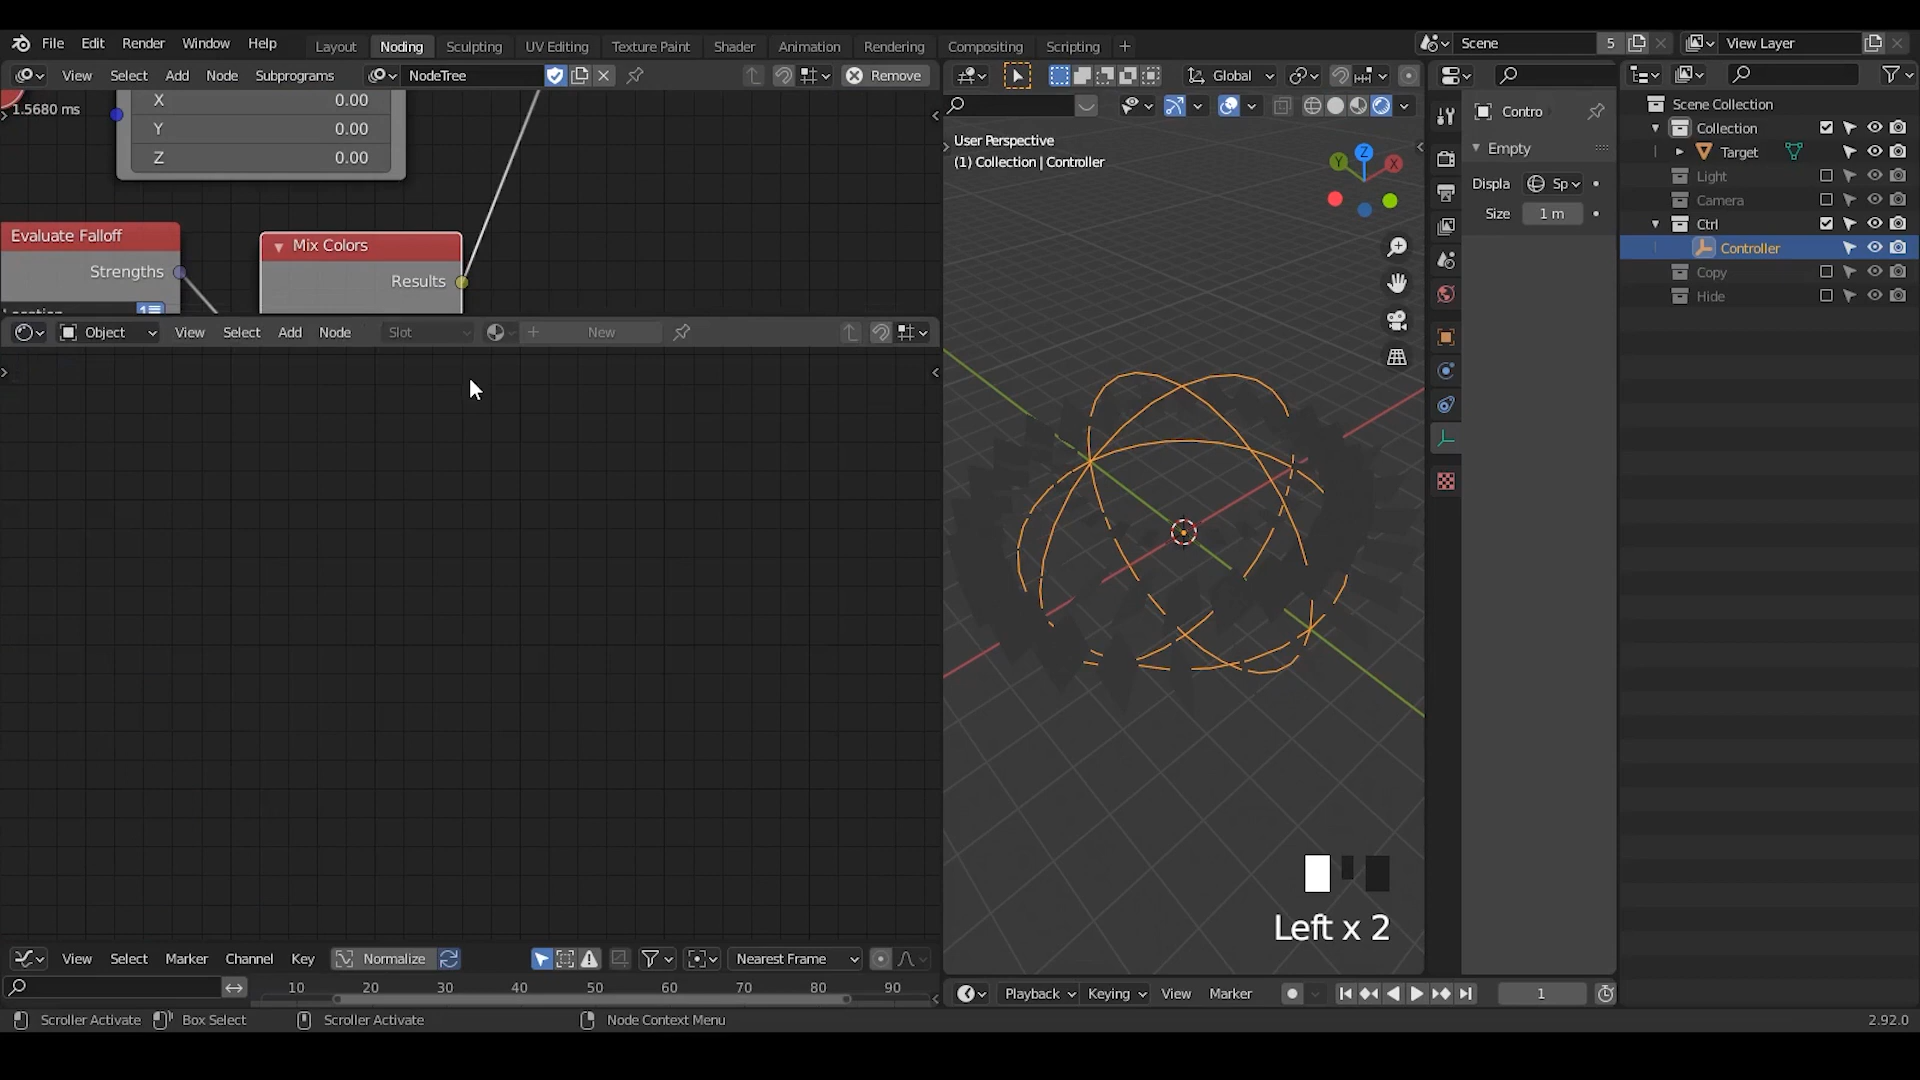 File Edit Render Window Help Layout Noding Sculpting UV Editing Texture Paint Shader Animation Rendering Compositing Scripting + Scene 5 View Layer
View Select Add Node Subprograms NodeTree Remove
Global
1.5680 ms
X 0.00
Y 0.00
Z 0.00
Evaluate Falloff
Strengths
Mix Colors
Results
Object View Select Add Node Slot New
User Perspective
(1) Collection | Controller
Z
Y
X
Contro
Empty
Displa Sp
Size 1 m
Scene Collection
Collection
Target
Light
Camera
Ctrl
Controller
Copy
Hide
Left x 2
View Select Marker Channel Key Normalize Nearest Frame
10 20 30 40 50 60 70 80 90
Playback Keying View Marker 1
Scroller Activate Box Select Scroller Activate Node Context Menu 2.92.0